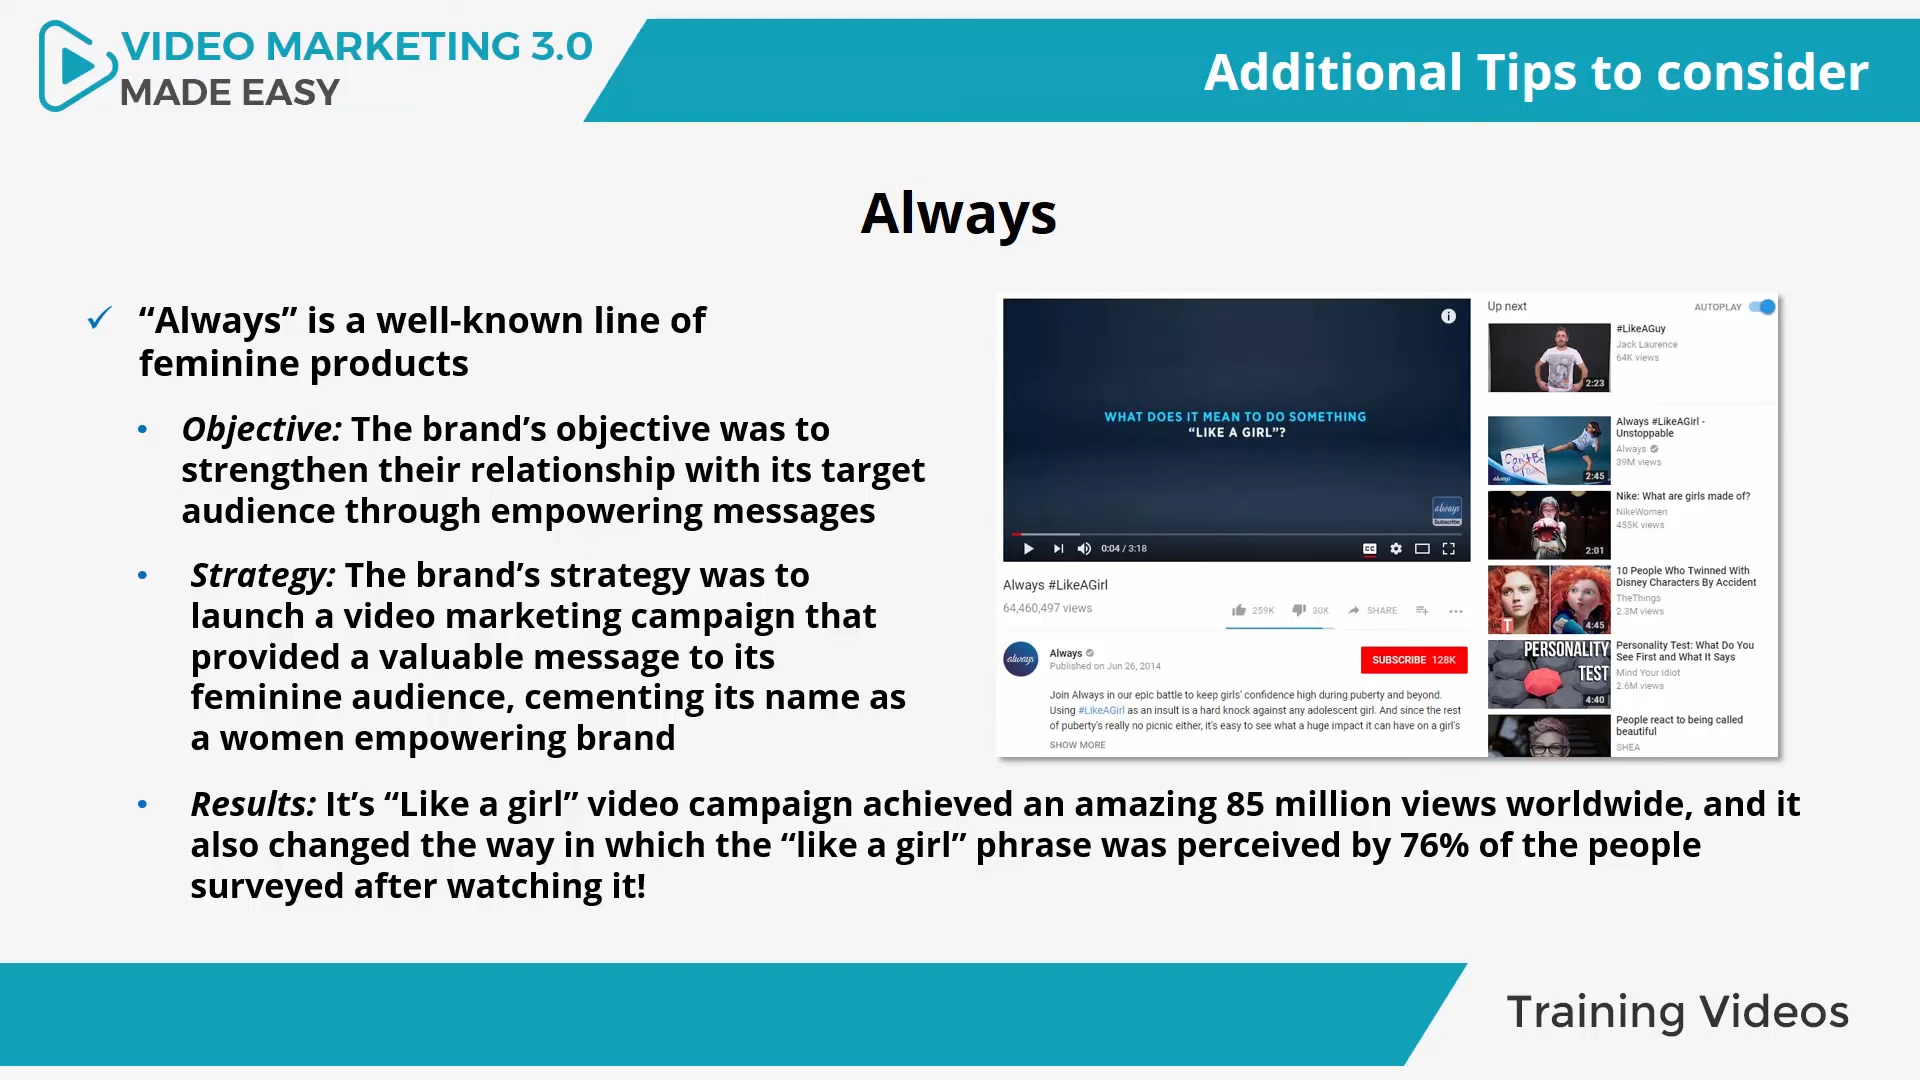 VIDEO MARKETING 3.0
MADE EASY
Additional Tips to consider
Always
“Always” is a well-known line of
feminine products
Objective: The brand’s objective was to
strengthen their relationship with its target
audience through empowering messages
Strategy: The brand’s strategy was to
launch a video marketing campaign that
provided a valuable message to its
feminine audience, cementing its name as
a women empowering brand
Results: It’s “Like a girl” video campaign achieved an amazing 85 million views worldwide, and it
also changed the way in which the “like a girl” phrase was perceived by 76% of the people
surveyed after watching it!
WHAT DOES IT MEAN TO DO SOMETHING
“LIKE A GIRL”?
always
Subscribe
0:04 / 3:18
CC
Always #LikeAGirl
64,460,497 views
259K
30K
SHARE
always
Always
Published on Jun 26, 2014
SUBSCRIBE 128K
Join Always in our epic battle to keep girls' confidence high during puberty and beyond.
Using #LikeAGirl as an insult is a hard knock against any adolescent girl. And since the rest
of puberty's really no picnic either, it's easy to see what a huge impact it can have on a girl's
SHOW MORE
Up next
AUTOPLAY
#LikeAGuy
Jack Laurence
64K views
2:23
Always #LikeAGirl -
Unstoppable
Always
39M views
Can't Be
always
2:45
Nike: What are girls made of?
NikeWomen
455K views
2:01
10 People Who Twinned With
Disney Characters By Accident
TheThings
2.3M views
T
4:45
Personality Test: What Do You
See First and What It Says
Mind Your Idiot
2.6M views
PERSONALITY
TEST
4:40
People react to being called
beautiful
SHEA
Training Videos